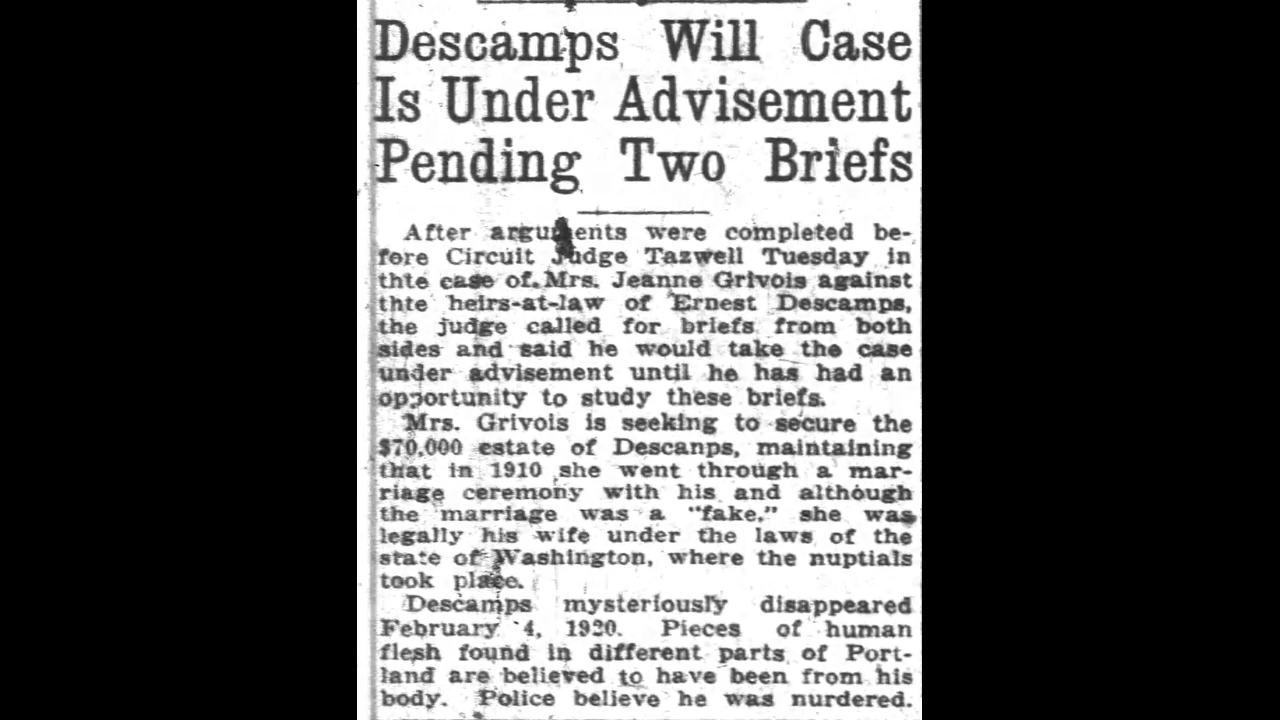 Descamps Will Case
Is Under Advisement
Pending Two Briefs
After arguments were completed be-
fore Circuit Judge Tazwell Tuesday in
thte case of Mrs. Jeanne Grivois against
thte heirs-at-law of Ernest Descamps,
the judge called for briefs from both
sides and said he would take the case
under advisement until he has had an
opportunity to study these briefs.
Mrs. Grivois is seeking to secure the
$70,000 estate of Descanps, maintaining
that in 1910 she went through a mar-
riage ceremony with his and although
the marriage was a "fake," she was
legally his wife under the laws of the
state of Washington, where the nuptials
took place.
Descamps mysteriously disappeared
February 4, 1920. Pieces of human
flesh found in different parts of Port-
land are believed to have been from his
body. Police believe he was nurdered.